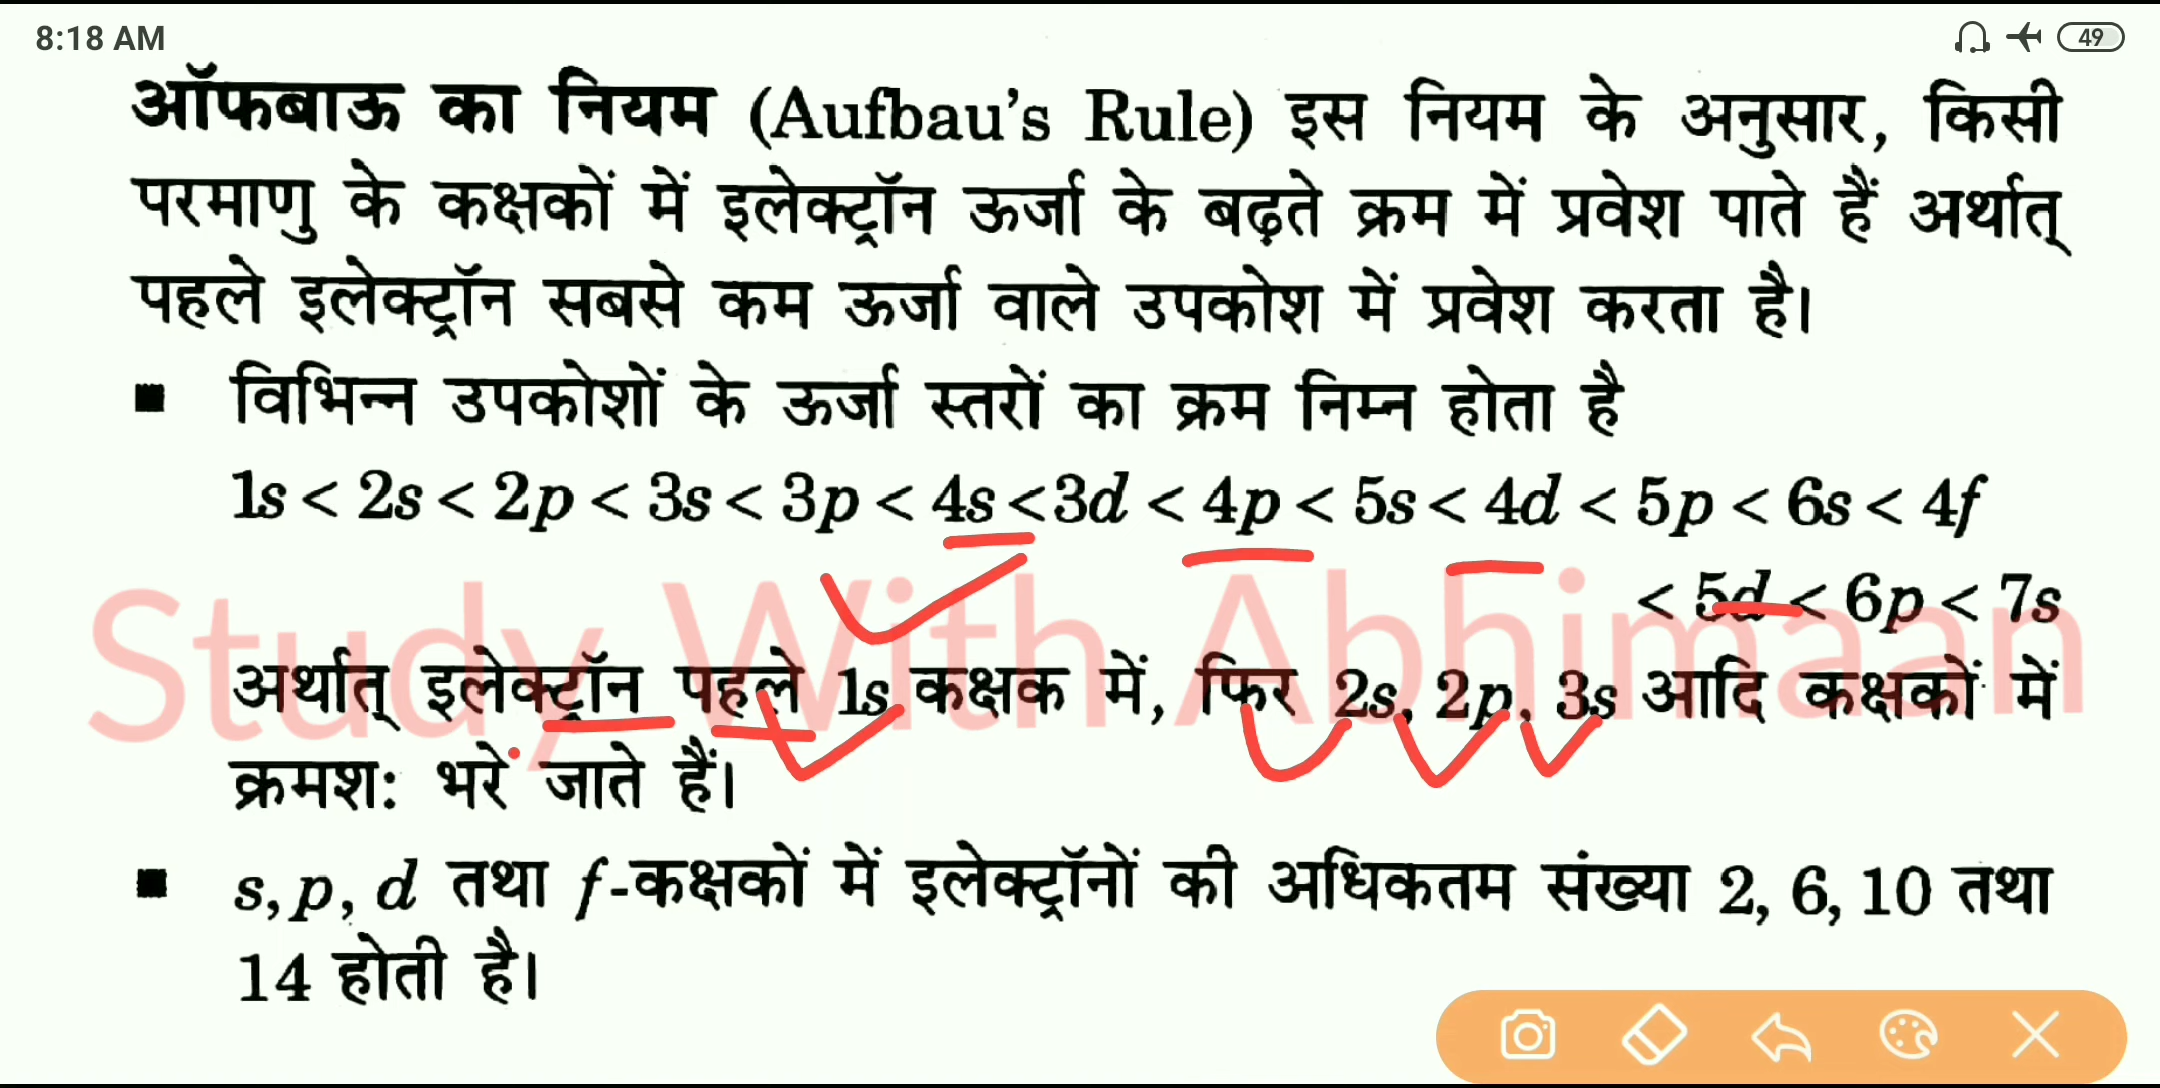 8:18 AM
49
ऑफबाऊ का नियम (Aufbau's Rule) इस नियम के अनुसार, किसी
परमाणु के कक्षकों में इलेक्ट्रॉन ऊर्जा के बढ़ते क्रम में प्रवेश पाते हैं अर्थात्
पहले इलेक्ट्रॉन सबसे कम ऊर्जा वाले उपकोश में प्रवेश करता है।
■ विभिन्न उपकोशों के ऊर्जा स्तरों का क्रम निम्न होता है
1s < 2s < 2p < 3s < 3p < 4s < 3d < 4p < 5s < 4d < 5p < 6s < 4f
< 5d < 6p < 7s
Study With Abhimaan
अर्थात् इलेक्ट्रॉन पहले 1s कक्षक में, फिर 2s, 2p, 3s आदि कक्षकों में
क्रमश: भरे जाते हैं।
■ s, p, d तथा f-कक्षकों में इलेक्ट्रॉनों की अधिकतम संख्या 2, 6, 10 तथा
14 होती है।